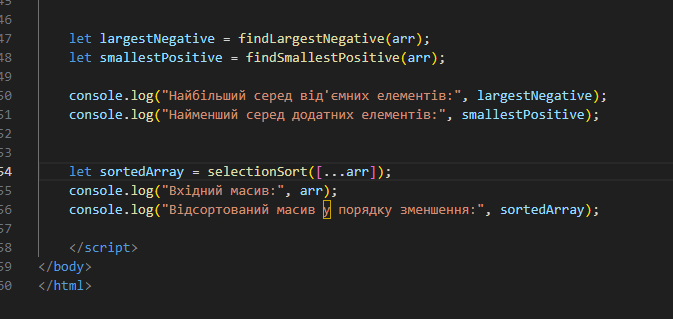 45
46
47 let largestNegative = findLargestNegative(arr);
48 let smallestPositive = findSmallestPositive(arr);
49
50 console.log("Найбільший серед від'ємних елементів:", largestNegative);
51 console.log("Найменший серед додатних елементів:", smallestPositive);
52
53
54 let sortedArray = selectionSort([...arr]);
55 console.log("Вхідний масив:", arr);
56 console.log("Відсортований масив у порядку зменшення:", sortedArray);
57
58 </script>
59 </body>
60 </html>